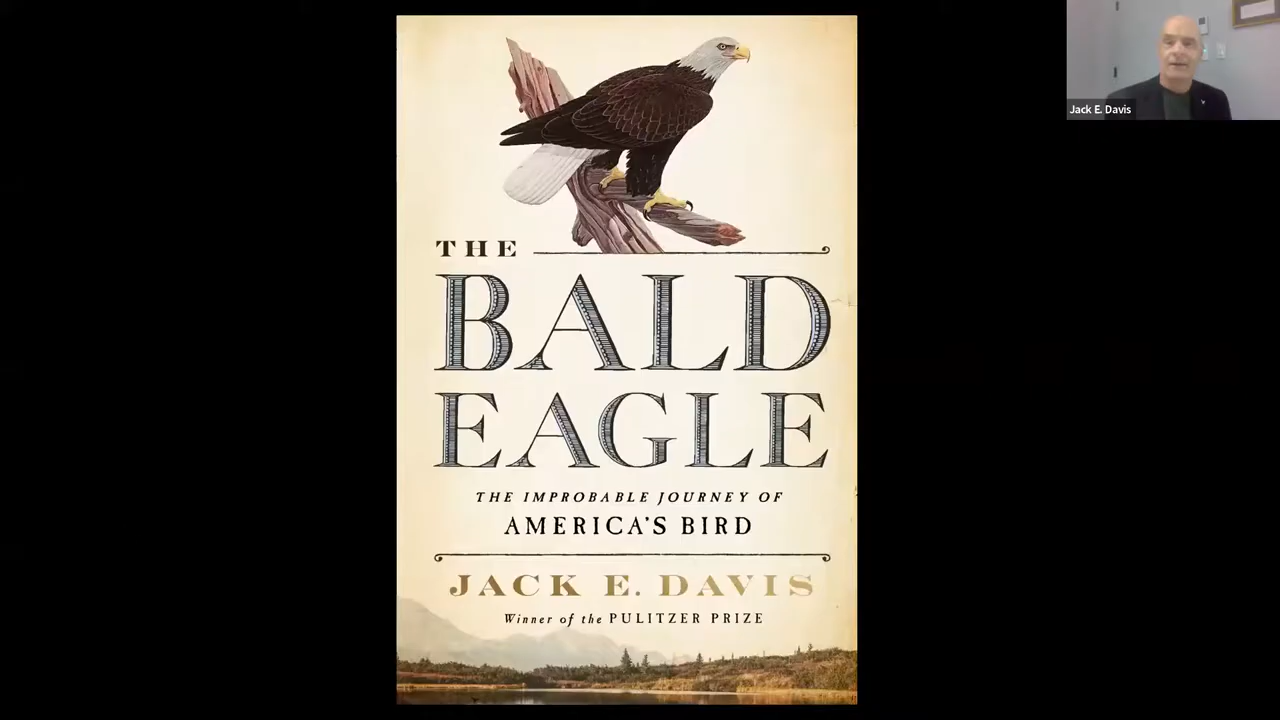 Jack E. Davis
THE
BALD
EAGLE
THE IMPROBABLE JOURNEY OF
AMERICA'S BIRD
JACK E. DAVIS
Winner of the PULITZER PRIZE